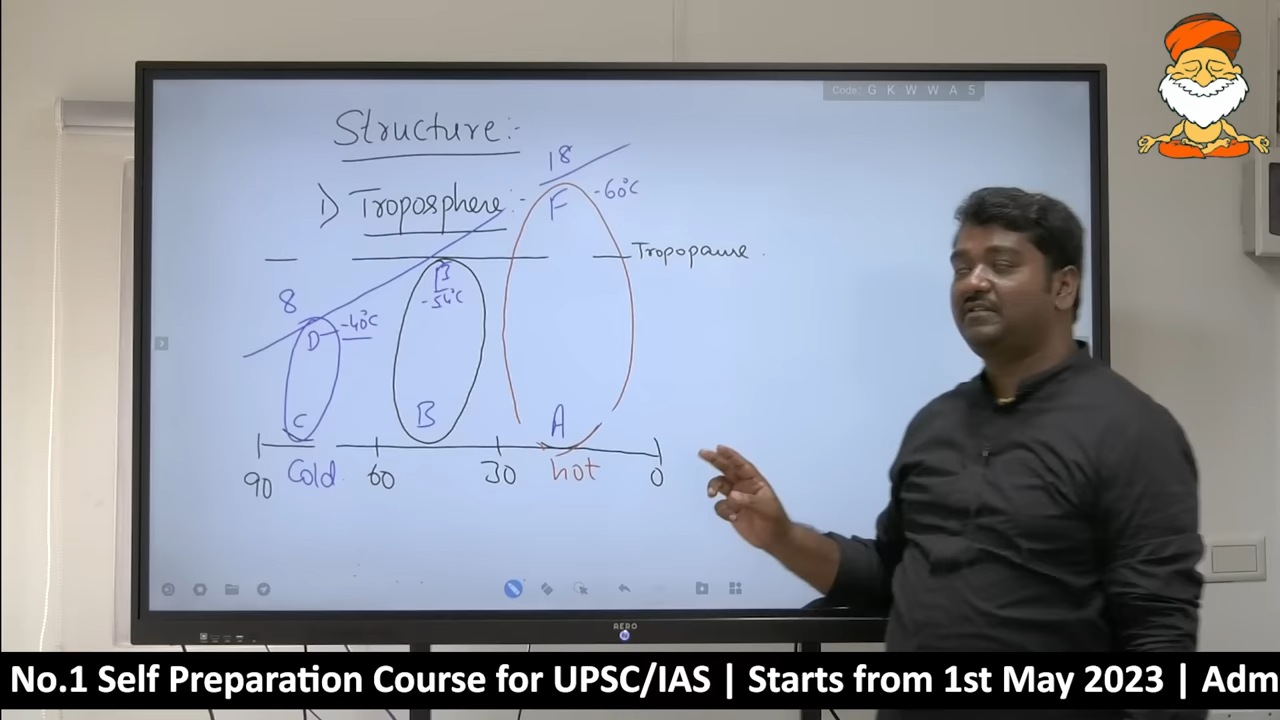 Code: G K W W A 5
Structure:-
18
1) Troposphere:-
F
-60°C
Tropopause.
B
-54°C
8
-40°C
D
C
B
A
90
Cold
60
30
hot
0
AERO
No.1 Self Preparation Course for UPSC/IAS | Starts from 1st May 2023 | Adm